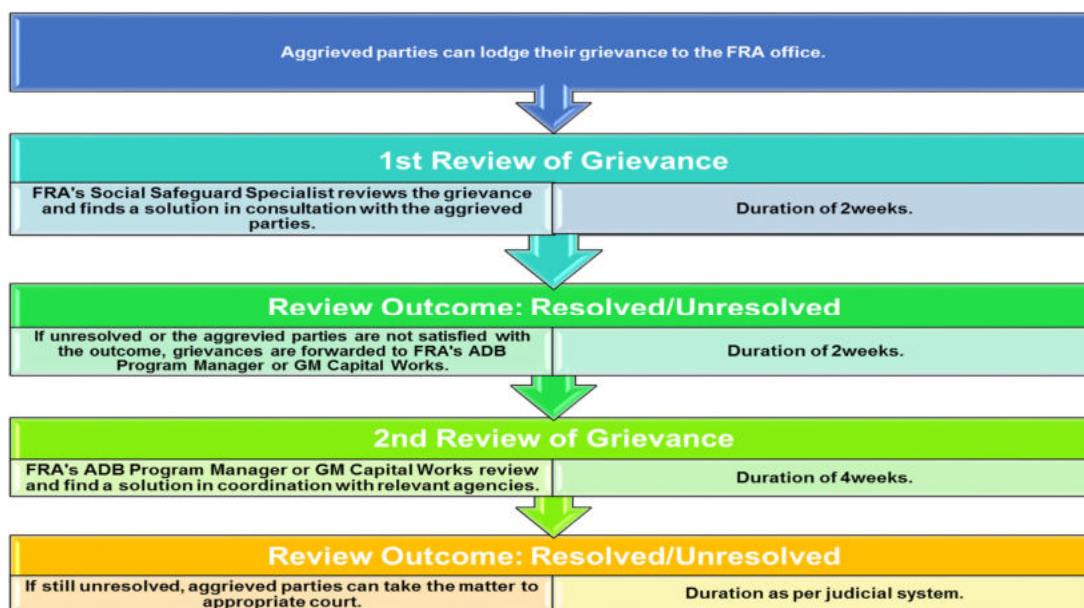 Aggrieved parties can lodge their grievance to the FRA office.
1st Review of Grievance
FRA's Social Safeguard Specialist reviews the grievance
and finds a solution in consultation with the aggrieved
parties.
Duration of 2weeks.
Review Outcome: Resolved/Unresolved
If unresolved or the aggrevied parties are not satisfied with
the outcome, grievances are forwarded to FRA's ADB
Program Manager or GM Capital Works.
Duration of 2weeks.
2nd Review of Grievance
FRA's ADB Program Manager or GM Capital Works review
and find a solution in coordination with relevant agencies.
Duration of 4weeks.
Review Outcome: Resolved/Unresolved
If still unresolved, aggrieved parties can take the matter to
appropriate court.
Duration as per judicial system.